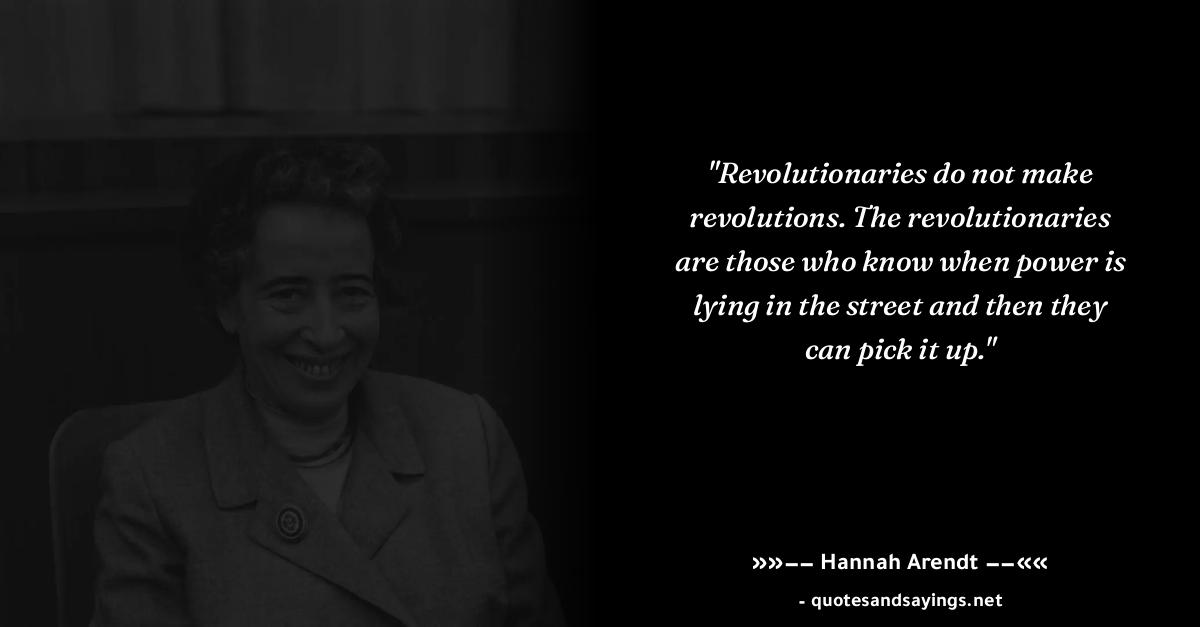 "Revolutionaries do not make
revolutions. The revolutionaries
are those who know when power is
lying in the street and then they
can pick it up."
»»−− Hannah Arendt −−««
- quotesandsayings.net